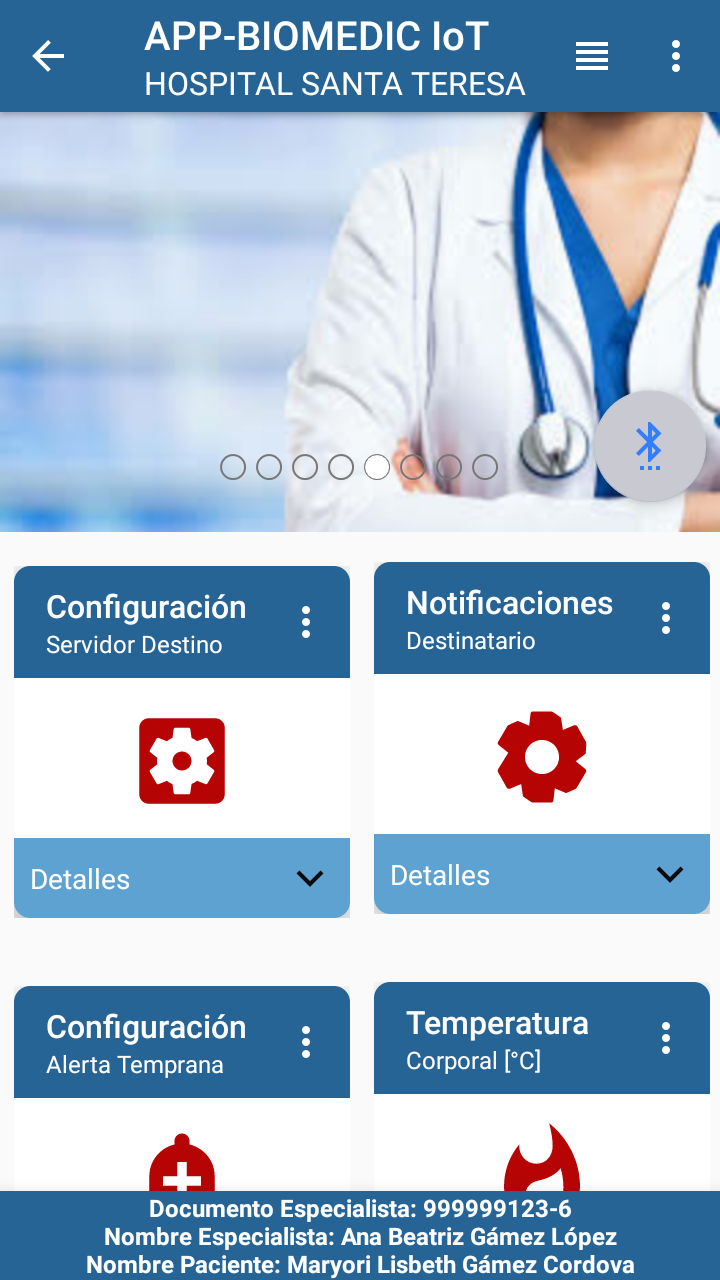 APP-BIOMEDIC IoT
HOSPITAL SANTA TERESA
Configuración
Servidor Destino
Notificaciones
Destinatario
Detalles
Detalles
Configuración
Alerta Temprana
Temperatura
Corporal [°C]
Documento Especialista: 999999123-6
Nombre Especialista: Ana Beatriz Gámez López
Nombre Paciente: Maryori Lisbeth Gámez Cordova